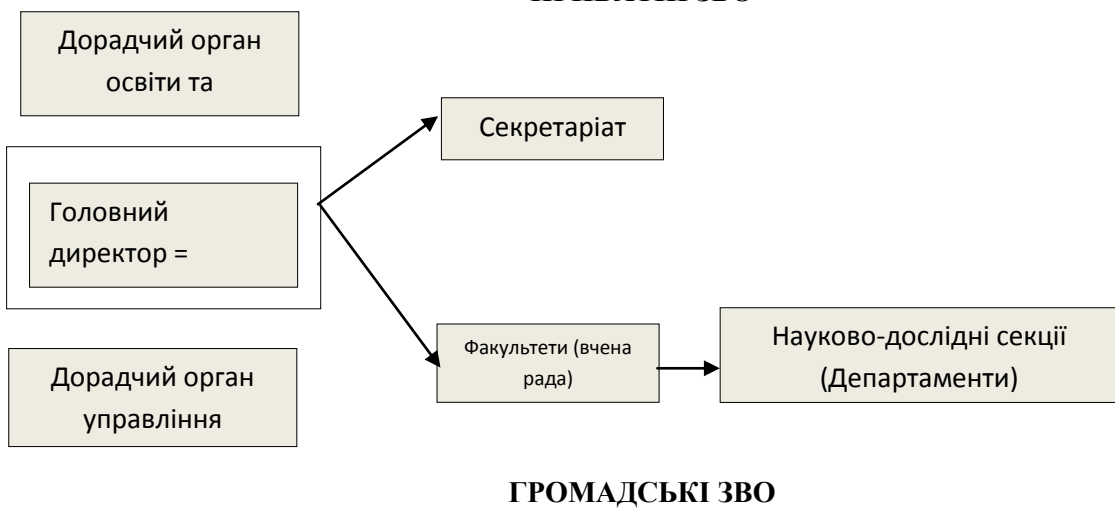 Дорадчий орган
освіти та
Секретаріат
Головний
директор =
Факультети (вчена
рада)
Науково-дослідні секції
(Департаменти)
Дорадчий орган
управління
ГРОМАДСЬКІ ЗВО